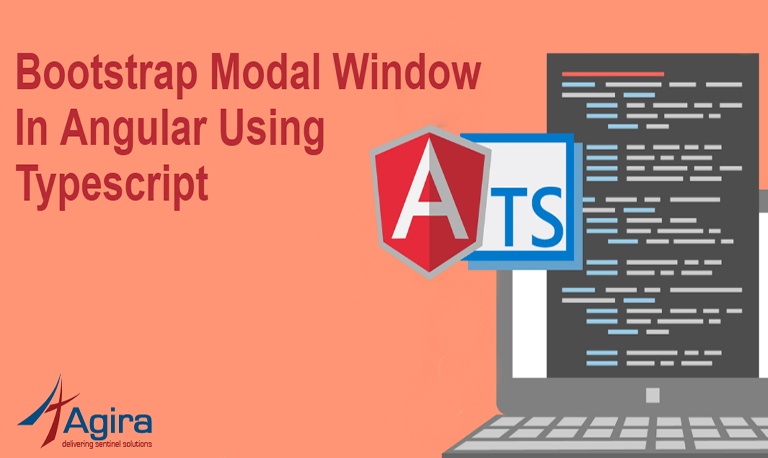 Bootstrap Modal Window
In Angular Using
Typescript
A
TS
Agira
delivering sentinel solutions